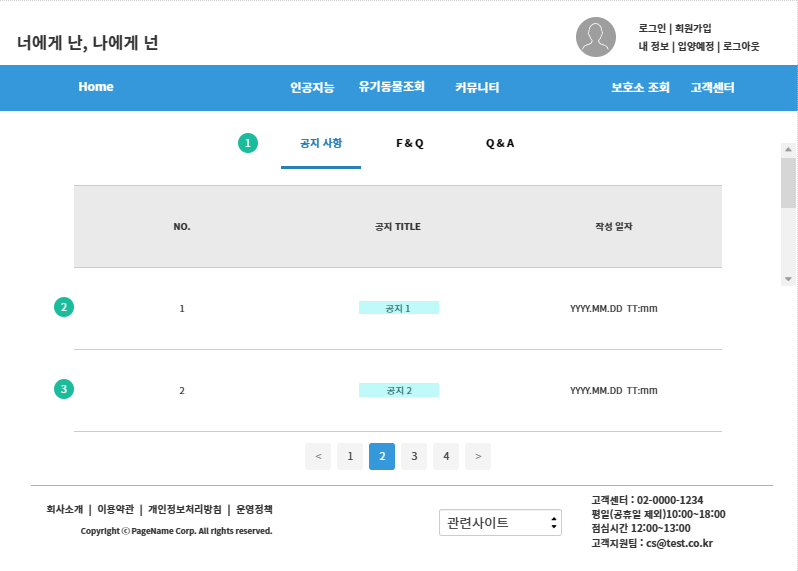 너에게 난, 나에게 넌
로그인 | 회원가입
내 정보 | 입양예정 | 로그아웃
Home 인공지능 유기동물조회 커뮤니티 보호소 조회 고객센터
1 공지 사항 F & Q Q & A
NO. 공지 TITLE 작성 일자
2 1 공지 1 YYYY.MM.DD TT:mm
3 2 공지 2 YYYY.MM.DD TT:mm
< 1 2 3 4 >
회사소개 | 이용약관 | 개인정보처리방침 | 운영정책
Copyright ⓒ PageName Corp. All rights reserved.
관련사이트
고객센터 : 02-0000-1234
평일(공휴일 제외)10:00~18:00
점심시간 12:00~13:00
고객지원팀 : cs@test.co.kr